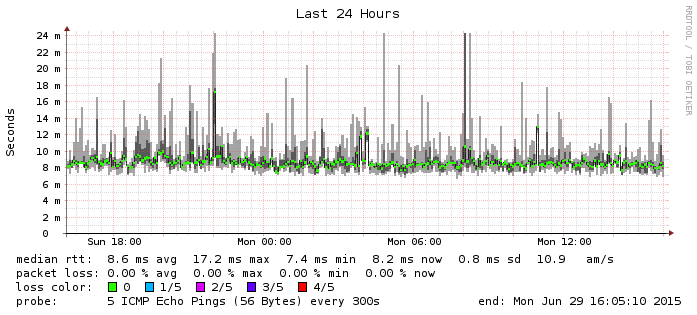 Last 24 Hours
RRDTOOL / TOBI OETIKER
Seconds
24 m
22 m
20 m
18 m
16 m
14 m
12 m
10 m
8 m
6 m
4 m
2 m
0
Sun 18:00 Mon 00:00 Mon 06:00 Mon 12:00
median rtt: 8.6 ms avg 17.2 ms max 7.4 ms min 8.2 ms now 0.8 ms sd 10.9 am/s
packet loss: 0.00 % avg 0.00 % max 0.00 % min 0.00 % now
loss color: 0 1/5 2/5 3/5 4/5
probe: 5 ICMP Echo Pings (56 Bytes) every 300s end: Mon Jun 29 16:05:10 2015